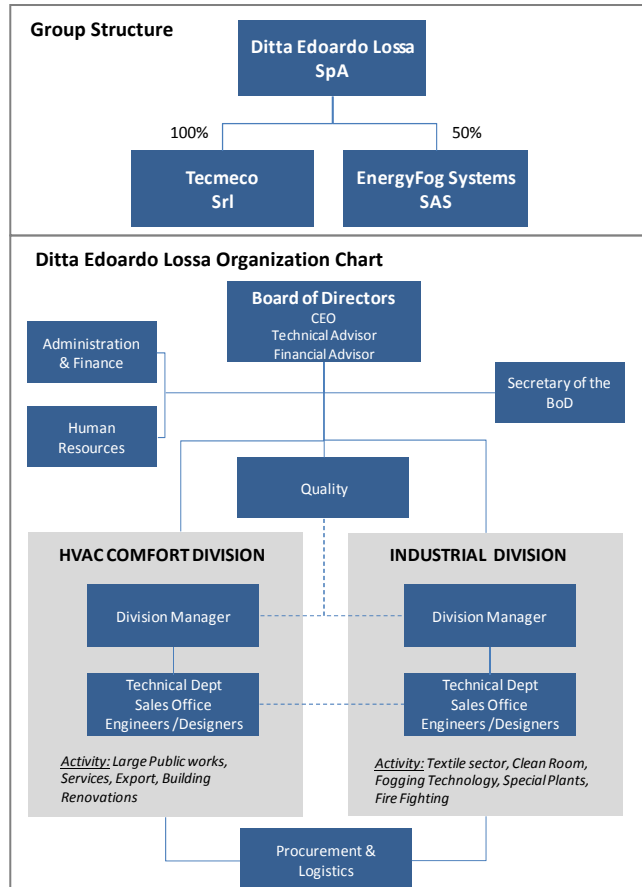 Group Structure
Ditta Edoardo Lossa
SpA
100%
50%
Tecmeco
Srl
EnergyFog Systems
SAS
Ditta Edoardo Lossa Organization Chart
Board of Directors
CEO
Technical Advisor
Financial Advisor
Administration
& Finance
Secretary of the
BoD
Human
Resources
Quality
HVAC COMFORT DIVISION
Division Manager
Technical Dept
Sales Office
Engineers /Designers
Activity: Large Public works,
Services, Export, Building
Renovations
INDUSTRIAL DIVISION
Division Manager
Technical Dept
Sales Office
Engineers /Designers
Activity: Textile sector, Clean Room,
Fogging Technology, Special Plants,
Fire Fighting
Procurement &
Logistics